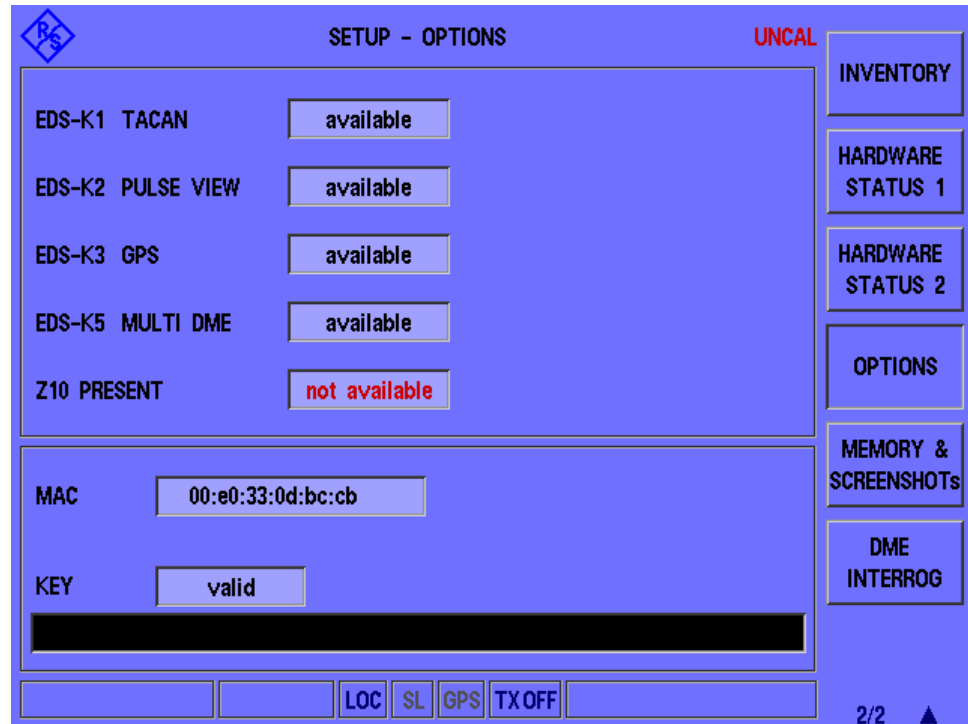 R&S SETUP - OPTIONS UNCAL
INVENTORY
EDS-K1 TACAN available
HARDWARE
STATUS 1
EDS-K2 PULSE VIEW available
EDS-K3 GPS available
HARDWARE
STATUS 2
EDS-K5 MULTI DME available
OPTIONS
Z10 PRESENT not available
MEMORY &
SCREENSHOTs
MAC 00:e0:33:0d:bc:cb
DME
INTERROG
KEY valid
LOC SL GPS TX OFF
2/2 ▲